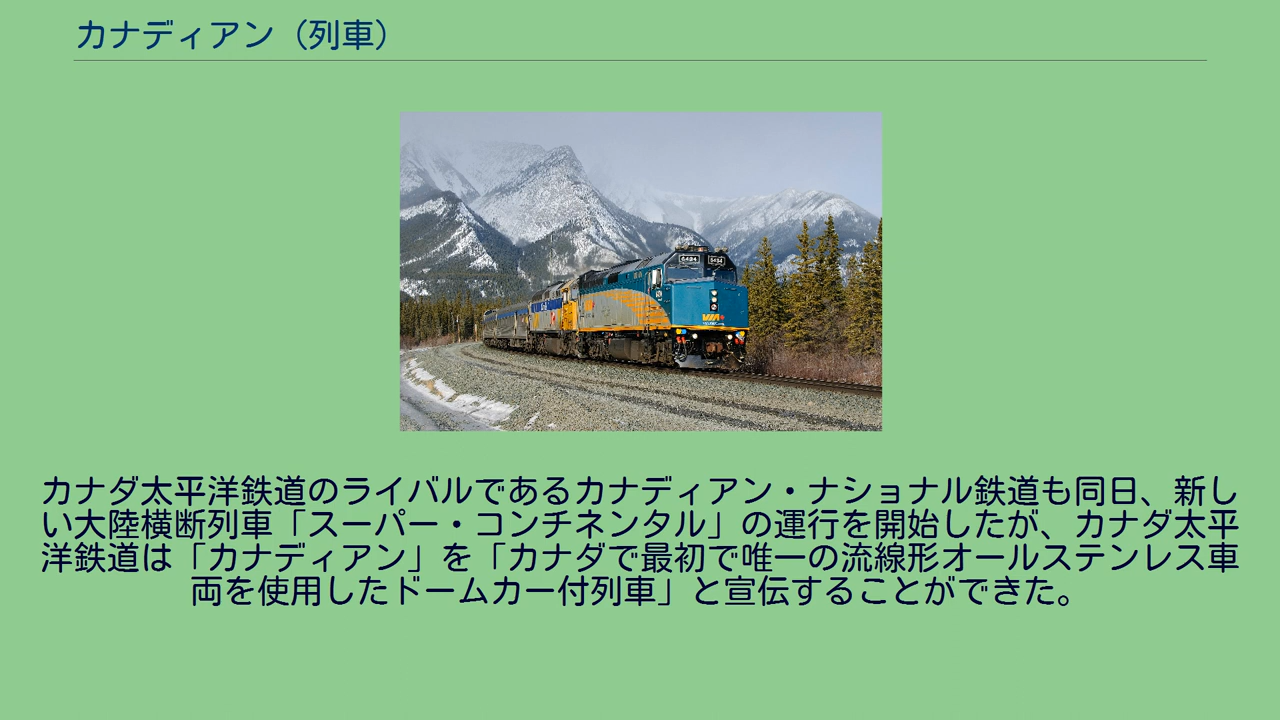 カナディアン（列車）
6494
6494
VIA
カナダ太平洋鉄道のライバルであるカナディアン・ナショナル鉄道も同日、新し
い大陸横断列車「スーパー・コンチネンタル」の運行を開始したが、カナダ太平
洋鉄道は「カナディアン」を「カナダで最初で唯一の流線形オールステンレス車
両を使用したドームカー付列車」と宣伝することができた。